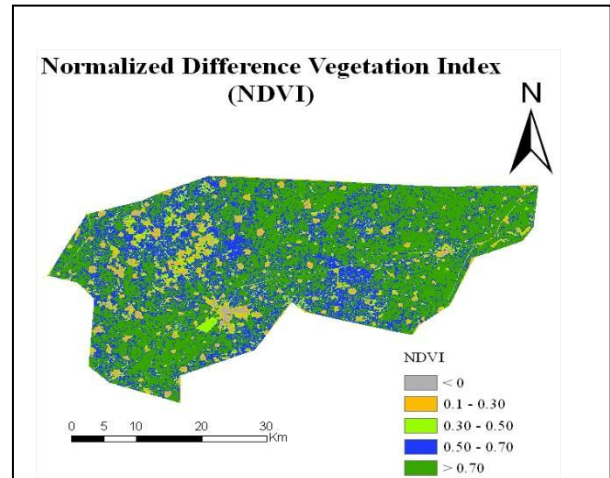 Normalized Difference Vegetation Index
(NDVI)
N
NDVI
< 0
0.1 - 0.30
0.30 - 0.50
0.50 - 0.70
> 0.70
0 5 10 20 30
Km